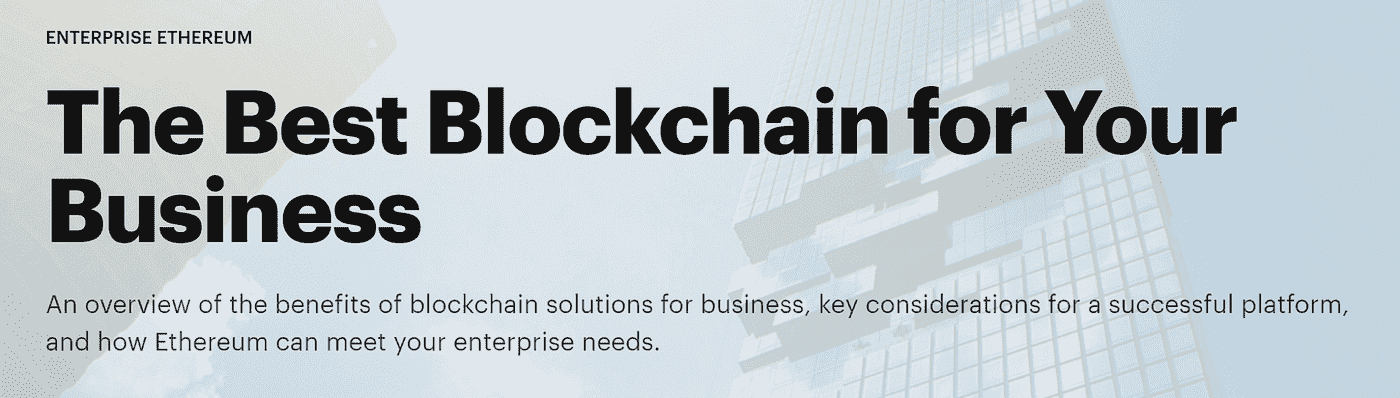 ENTERPRISE ETHEREUM
The Best Blockchain for Your
Business
An overview of the benefits of blockchain solutions for business, key considerations for a successful platform,
and how Ethereum can meet your enterprise needs.